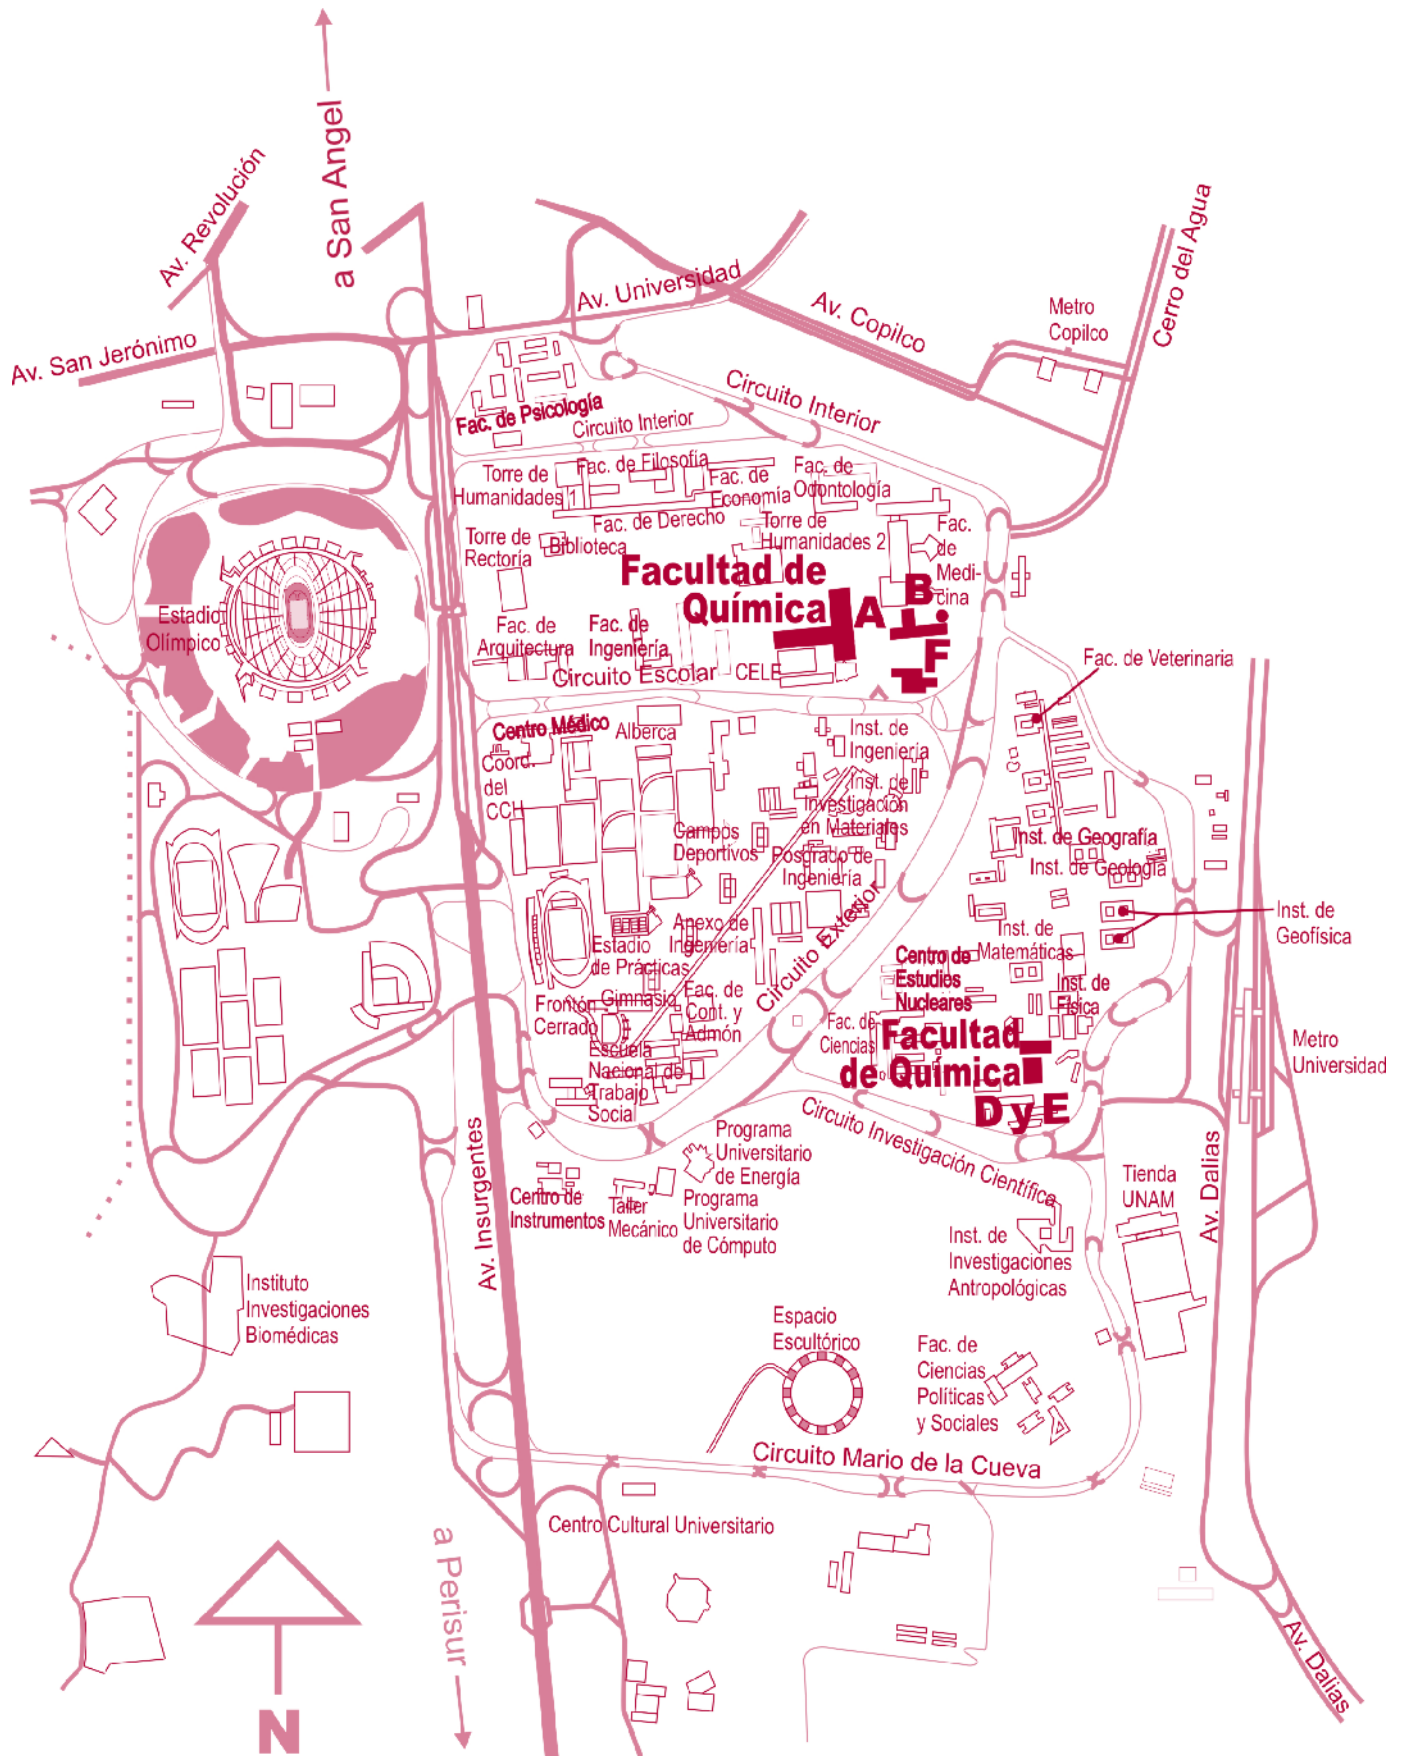 a San Angel
Av. Revolución
Av. San Jerónimo
Av. Universidad
Av. Copilco
Metro
Copilco
Cerro del Agua
Circuito Interior
Fac. de Psicología
Circuito Interior
Torre de
Humanidades 1
Fac. de Filosofía
Fac. de
Economía
Fac. de
Odontología
Fac. de Derecho
Torre de
Humanidades 2
Fac.
de
Medi-
cina
Torre de
Rectoría
Biblioteca
Facultad de
Química
A
B
F
Estadio
Olímpico
Fac. de
Arquitectura
Fac. de
Ingeniería
Circuito Escolar
CELE
Fac. de Veterinaria
Centro Médico
Alberca
Coord.
del
CCH
Inst. de
Ingeniería
Inst. de
Investigación
en Materiales
Campos
Deportivos
Posgrado de
Ingeniería
Inst. de Geografía
Inst. de Geología
Inst. de
Geofísica
Anexo de
Ingeniería
Estadio
de Prácticas
Circuito Exterior
Inst. de
Matemáticas
Centro de
Estudies
Nucleares
Inst. de
Física
Frontón
Cerrado
Gimnasio
Fac. de
Cont. y
Admón
Fac. de
Ciencias
Facultad
de Química
D y E
Metro
Universidad
Escuela
Nacional de
Trabajo
Social
Circuito Investigación Científica
Av. Insurgentes
Programa
Universitario
de Energía
Centro de
Instrumentos
Taller
Mecánico
Programa
Universitario
de Cómputo
Tienda
UNAM
Av. Dalias
Inst. de
Investigaciones
Antropológicas
Instituto
Investigaciones
Biomédicas
Espacio
Escultórico
Fac. de
Ciencias
Políticas
y Sociales
Circuito Mario de la Cueva
Centro Cultural Universitario
a Perisur
Av. Dalias
N